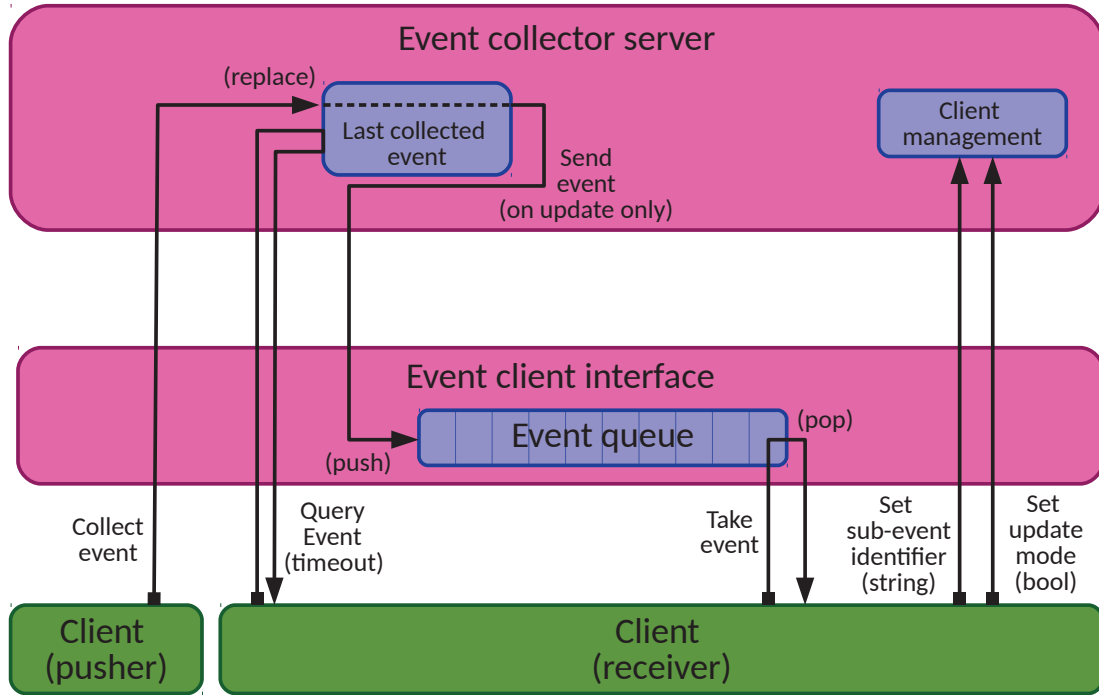 Event collector server
(replace)
Last collected
event
Send
event
(on update only)
Client
management
Event client interface
Event queue
(push)
(pop)
Collect
event
Query
Event
(timeout)
Take
event
Set
sub-event
identifier
(string)
Set
update
mode
(bool)
Client
(pusher)
Client
(receiver)